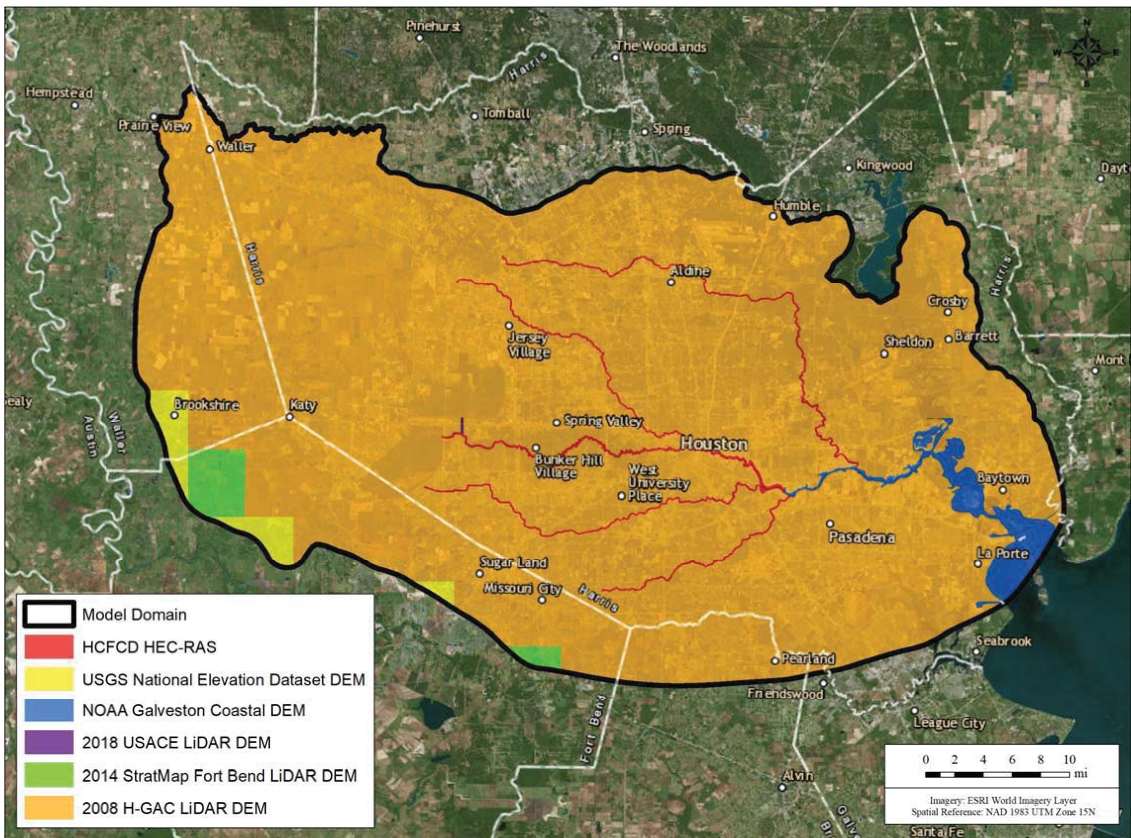 Pinehurst
The Woodlands
Harris
N
W
E
S
Hempstead
Prairie View
Tomball
Spring
Waller
Kingwood
Humble
Harris
Aldine
Harris
Crosby
Jersey
Village
Sheldon
Barrett
Mont
Brookshire
Katy
Spring Valley
Houston
Waller
Austin
Bunker Hill
Village
West
University
Place
Baytown
Pasadena
Sugar Land
La Porte
Missouri City
Harris
Seabrook
Pearland
Friendswood
Fort Bend
League City
Alvin
Santa Fe
Model Domain
HCFCD HEC-RAS
USGS National Elevation Dataset DEM
NOAA Galveston Coastal DEM
2018 USACE LiDAR DEM
2014 StratMap Fort Bend LiDAR DEM
2008 H-GAC LiDAR DEM
0 2 4 6 8 10
mi
Imagery: ESRI World Imagery Layer
Spatial Reference: NAD 1983 UTM Zone 15N